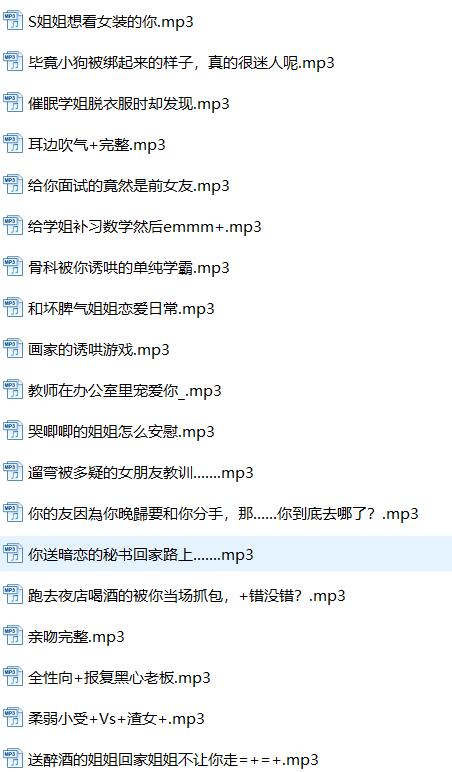 S姐姐想看女装的你.mp3
毕竟小狗被绑起来的样子，真的很迷人呢.mp3
催眠学姐脱衣服时却发现.mp3
耳边吹气+完整.mp3
给你面试的竟然是前女友.mp3
给学姐补习数学然后emmm+.mp3
骨科被你诱哄的单纯学霸.mp3
和坏脾气姐姐恋爱日常.mp3
画家的诱哄游戏.mp3
教师在办公室里宠爱你_.mp3
哭唧唧的姐姐怎么安慰.mp3
遛弯被多疑的女朋友教训.......mp3
你的友因為你晚歸要和你分手，那......你到底去哪了？.mp3
你送暗恋的秘书回家路上.......mp3
跑去夜店喝酒的被你当场抓包，+错没错？.mp3
亲吻完整.mp3
全性向+报复黑心老板.mp3
柔弱小受+Vs+渣女+.mp3
送醉酒的姐姐回家姐姐不让你走=+=+.mp3